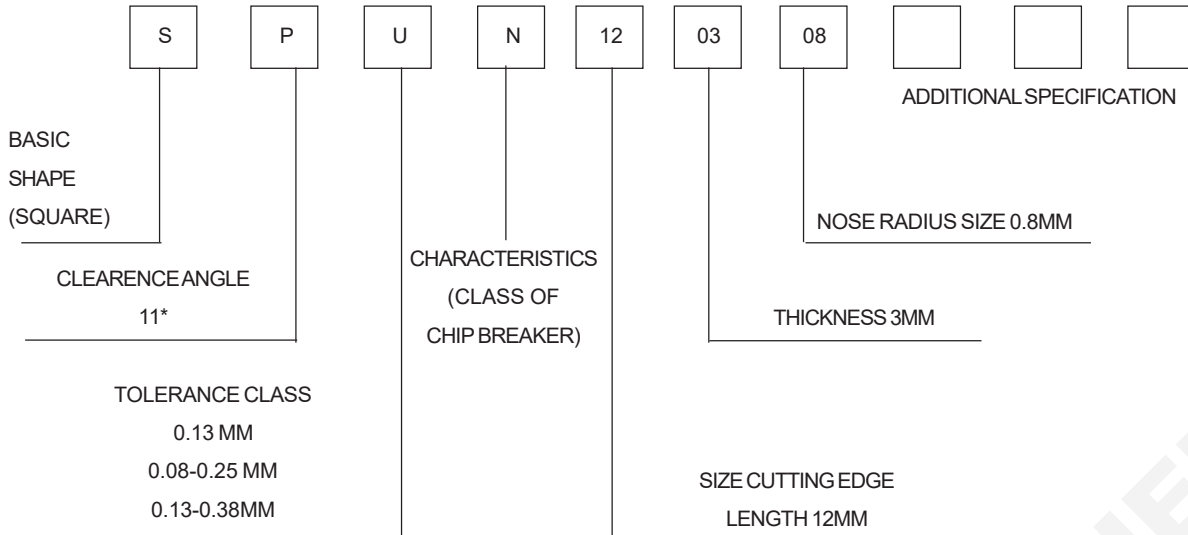 S P U N 12 03 08
ADDITIONAL SPECIFICATION
BASIC
SHAPE
(SQUARE)
NOSE RADIUS SIZE 0.8MM
CLEARENCE ANGLE
11*
CHARACTERISTICS
(CLASS OF
CHIP BREAKER)
THICKNESS 3MM
TOLERANCE CLASS
0.13 MM
0.08-0.25 MM
0.13-0.38MM
SIZE CUTTING EDGE
LENGTH 12MM